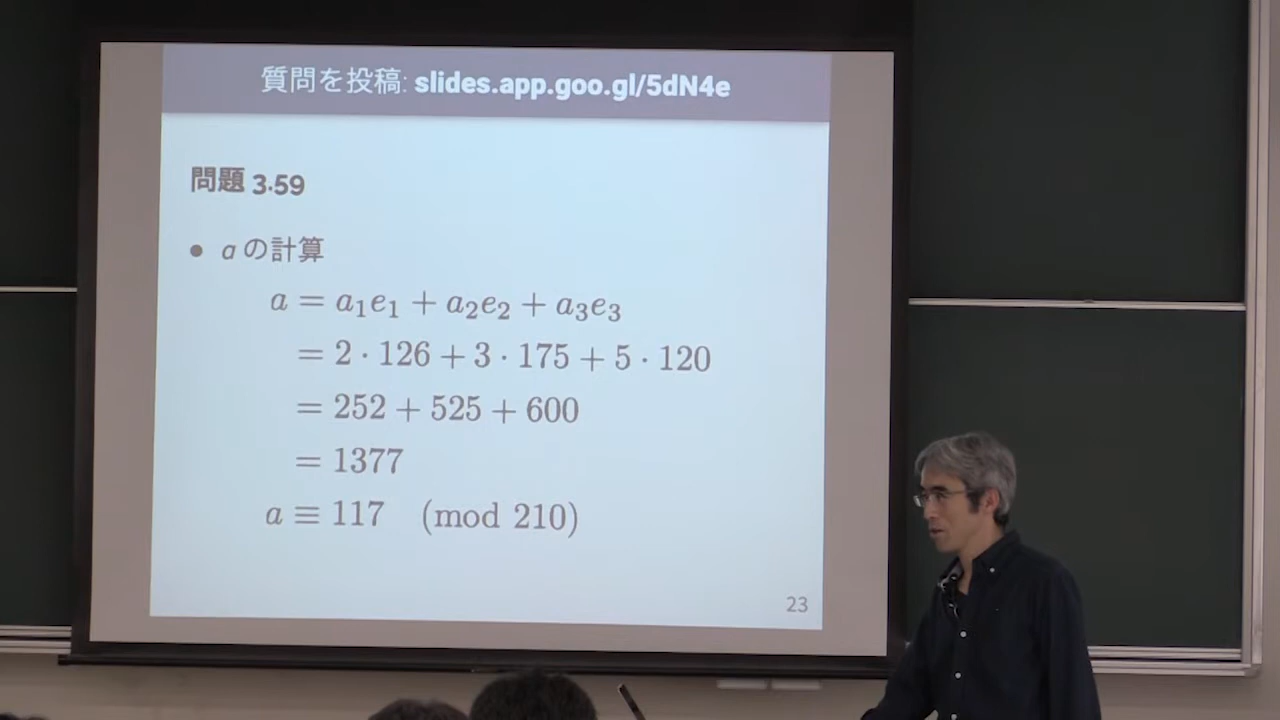 質問を投稿: slides.app.goo.gl/5dN4e
問題 3.59
● a の計算
a = a₁e₁ + a₂e₂ + a₃e₃
= 2 · 126 + 3 · 175 + 5 · 120
= 252 + 525 + 600
= 1377
a ≡ 117 (mod 210)
23